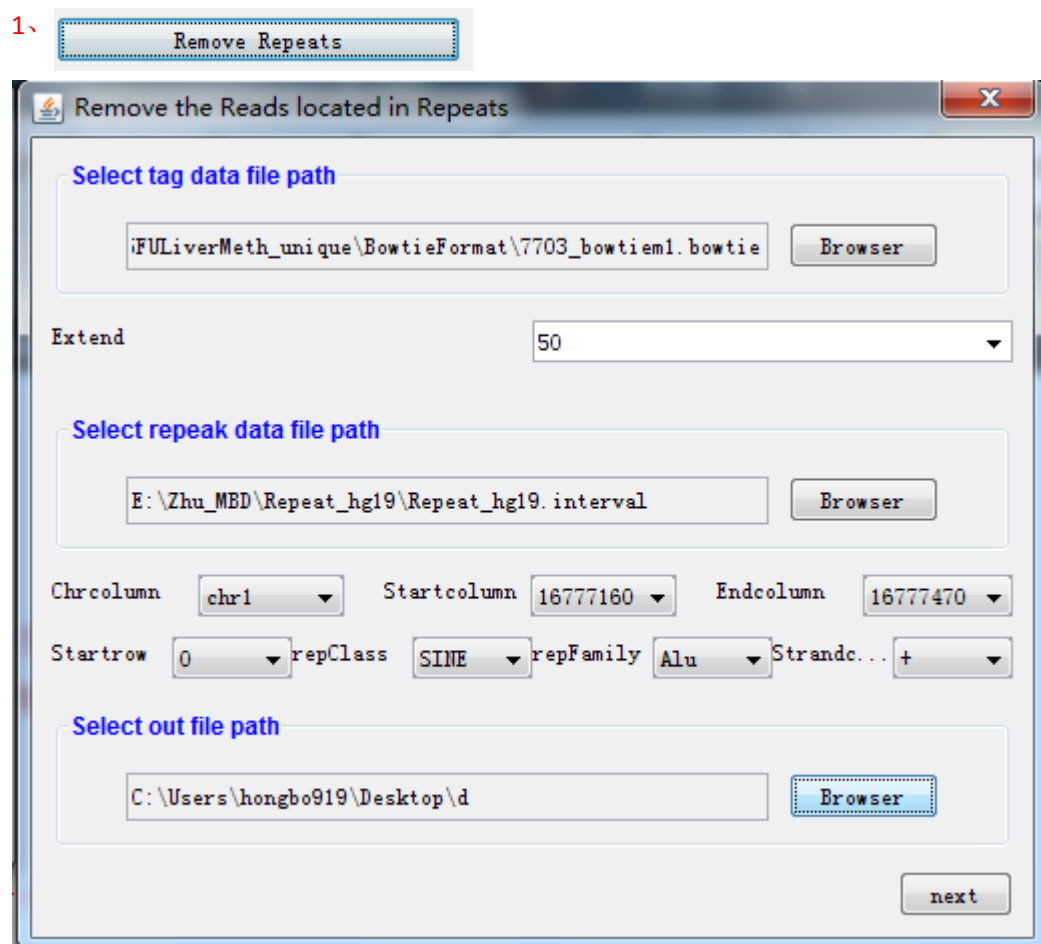 1、
Remove Repeats
Remove the Reads located in Repeats
Select tag data file path
FULiverMeth_unique\BowtieFormat\7703_bowtiem1.bowtie Browser
Extend 50
Select repeak data file path
E:\Zhu_MBD\Repeat_hg19\Repeat_hg19.interval Browser
Chrcolumn chr1 Startcolumn 16777160 Endcolumn 16777470
Startrow 0 repClass SINE repFamily Alu Strandc... +
Select out file path
C:\Users\hongbo919\Desktop\d Browser
next